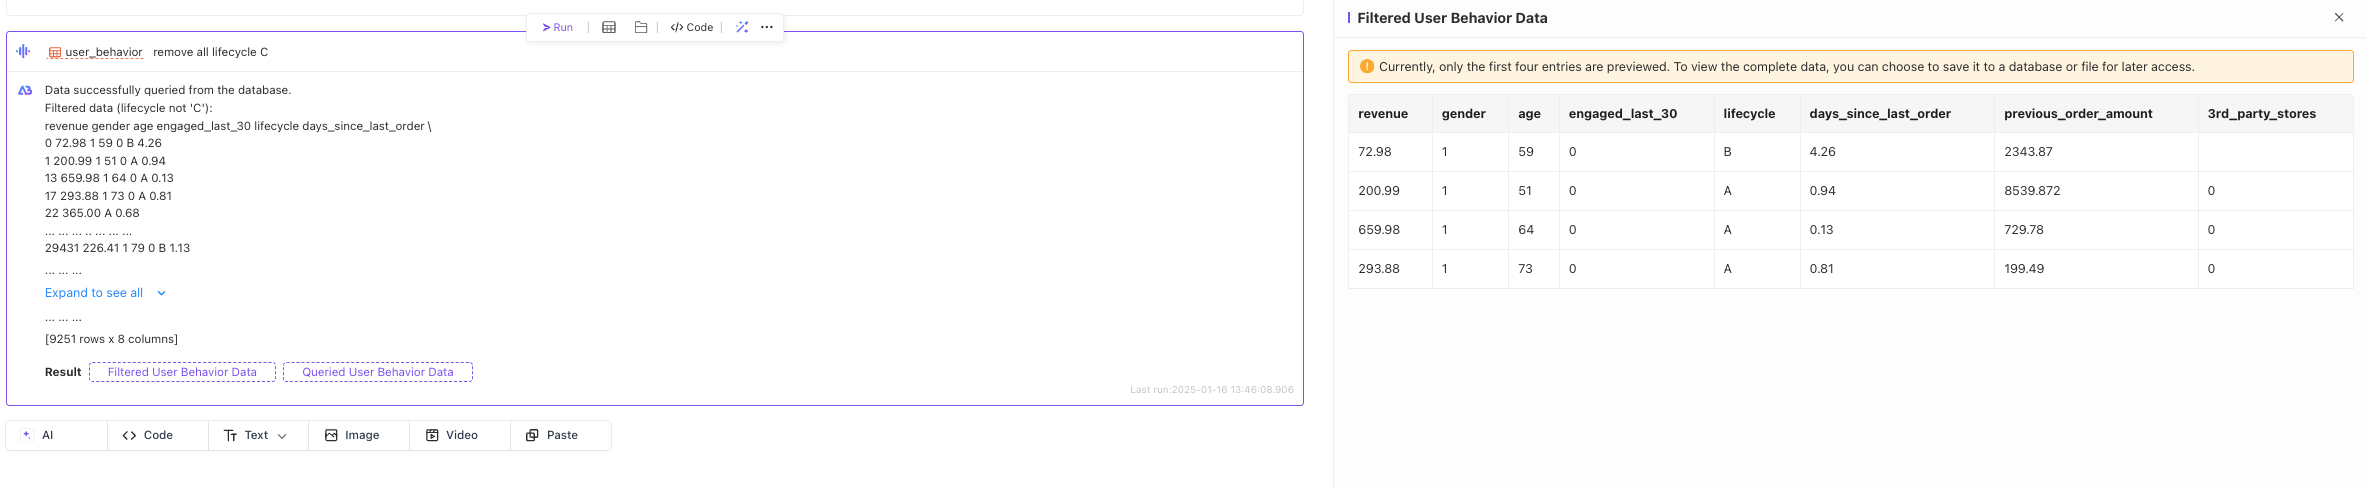 Run
Code
user_behavior remove all lifecycle C
Data successfully queried from the database.
Filtered data (lifecycle not 'C'):
revenue gender age engaged_last_30 lifecycle days_since_last_order \
0 72.98 1 59 0 B 4.26
1 200.99 1 51 0 A 0.94
13 659.98 1 64 0 A 0.13
17 293.88 1 73 0 A 0.81
22 365.00 A 0.68
... ... ... .. ... ... ...
29431 226.41 1 79 0 B 1.13
... ... ...
Expand to see all
... ... ...
[9251 rows x 8 columns]
Result Filtered User Behavior Data Queried User Behavior Data
Last run:2025-01-16 13:46:08.906
AI Code Text Image Video Paste
Filtered User Behavior Data
Currently, only the first four entries are previewed. To view the complete data, you can choose to save it to a database or file for later access.
revenue gender age engaged_last_30 lifecycle days_since_last_order previous_order_amount 3rd_party_stores
72.98 1 59 0 B 4.26 2343.87
200.99 1 51 0 A 0.94 8539.872 0
659.98 1 64 0 A 0.13 729.78 0
293.88 1 73 0 A 0.81 199.49 0